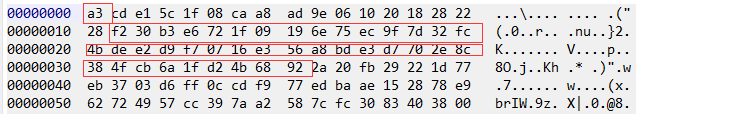 00000000 a3 cd e1 5c 1f 08 ca a8 ad 9e 06 10 20 18 28 22 ...\.... .... .("
00000010 28 f2 30 b3 e6 72 1f 09 19 6e 75 ec 9f 7d 32 fc (.0..r.. .nu..}2.
00000020 4b de e2 d9 f7 07 16 e3 56 a8 bd e3 d7 70 2e 8c K....... V....p..
00000030 38 4f cb 6a 1f d2 4b 68 92 2a 20 fb 29 22 1d 77 8O.j..Kh .* .)".w
00000040 eb 37 03 d6 ff 0c cd f9 77 ed ba ae 15 28 78 e9 .7...... w....(x.
00000050 62 72 49 57 cc 39 7a a2 58 7c fc 30 83 40 38 00 brIW.9z. X|.0.@8.